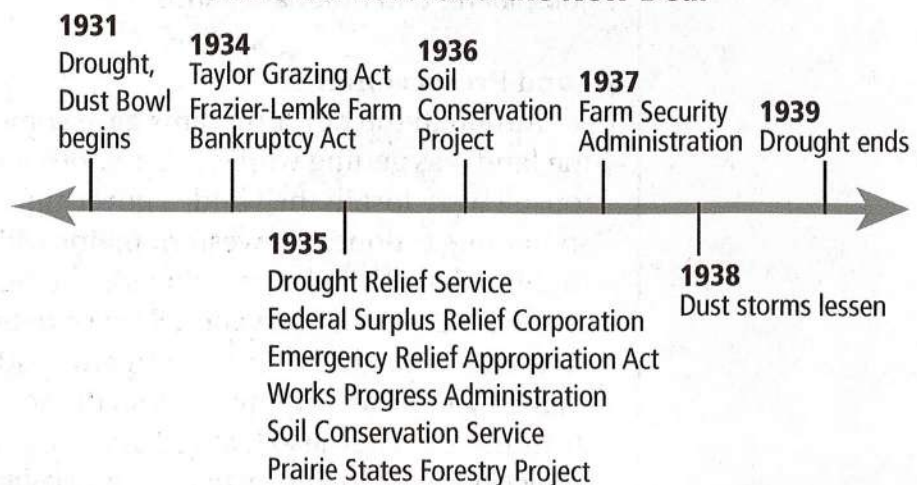 1931
Drought,
Dust Bowl
begins
1934
Taylor Grazing Act
Frazier-Lemke Farm
Bankruptcy Act
1935
Drought Relief Service
Federal Surplus Relief Corporation
Emergency Relief Appropriation Act
Works Progress Administration
Soil Conservation Service
Prairie States Forestry Project
1936
Soil
Conservation
Project
1937
Farm Security
Administration
1938
Dust storms lessen
1939
Drought ends